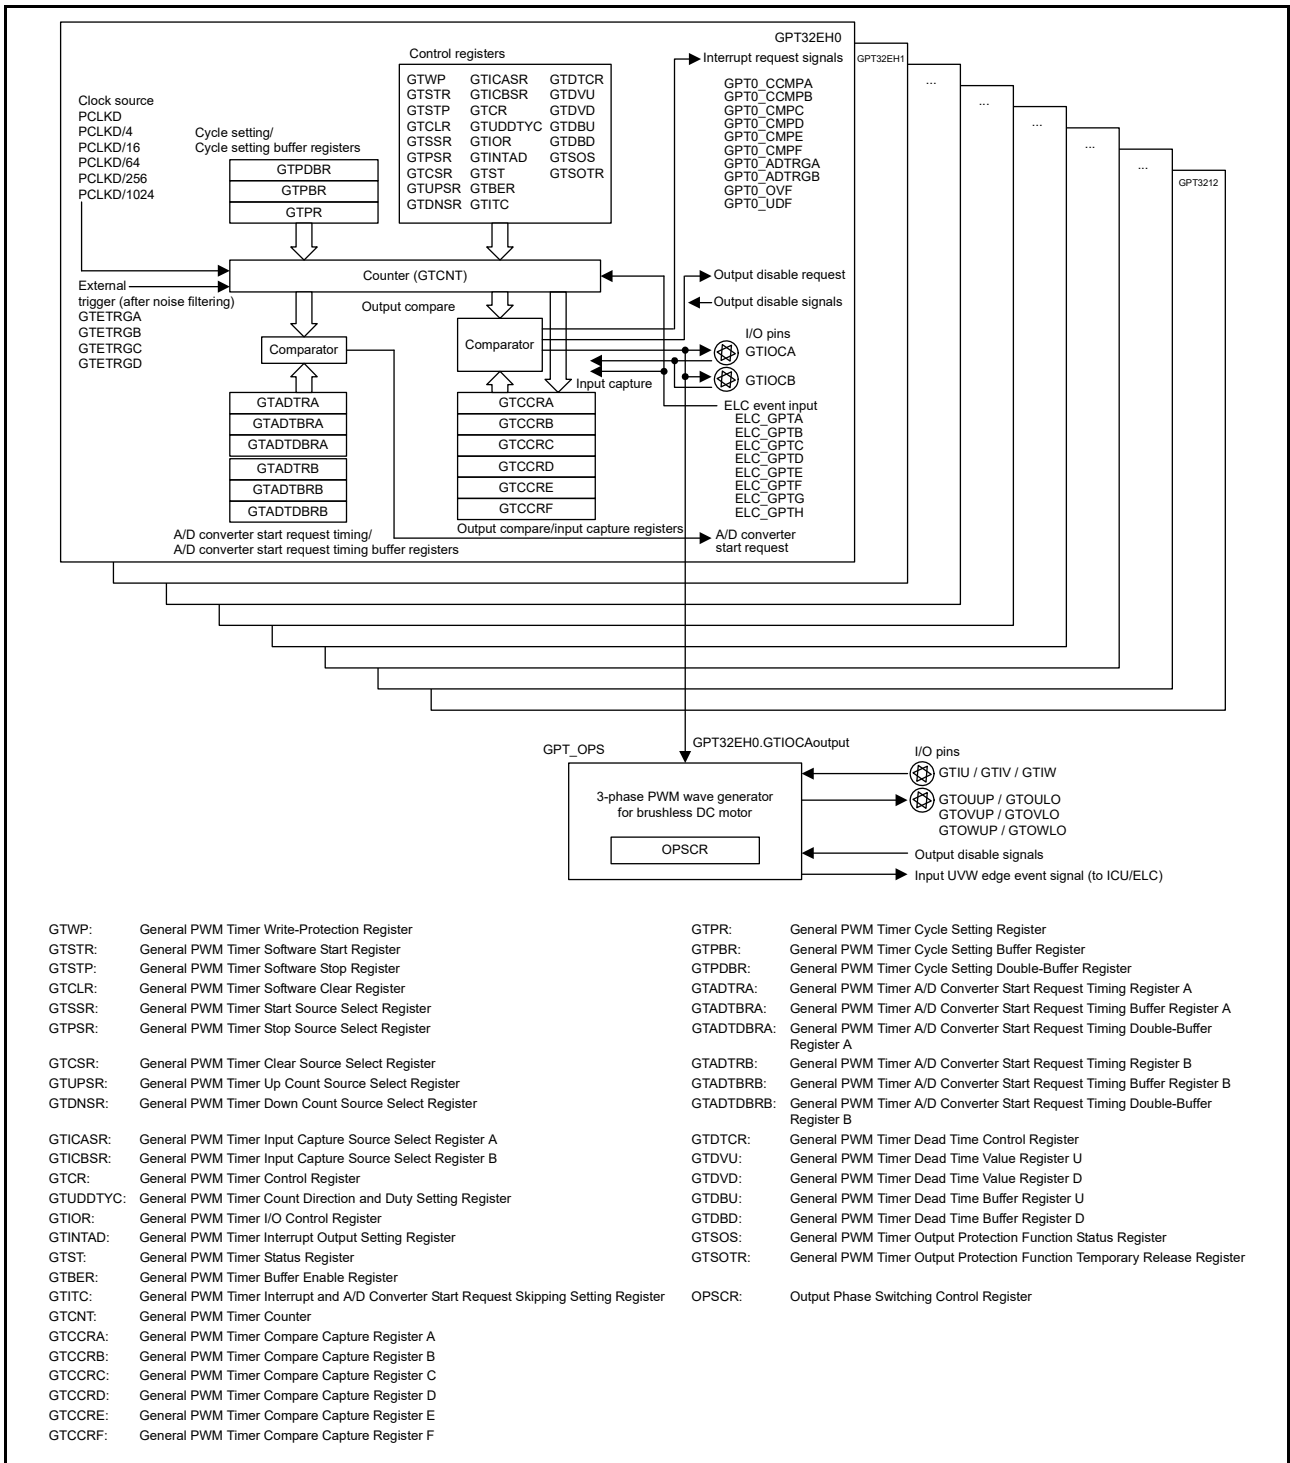 GPT32EH0
GPT32EH1
...
...
...
...
...
GPT3212
Control registers
GTWP GTICASR GTDTCR
GTSTR GTICBSR GTDVU
GTSTP GTCR GTDVD
GTCLR GTUDDTYC GTDBU
GTSSR GTIOR GTDBD
GTPSR GTINTAD GTSOS
GTCSR GTST GTSOTR
GTUPSR GTBER
GTDNSR GTITC
Interrupt request signals
GPT0_CCMPA
GPT0_CCMPB
GPT0_CMPC
GPT0_CMPD
GPT0_CMPE
GPT0_CMPF
GPT0_ADTRGA
GPT0_ADTRGB
GPT0_OVF
GPT0_UDF
Clock source
PCLKD
PCLKD/4
PCLKD/16
PCLKD/64
PCLKD/256
PCLKD/1024
Cycle setting/
Cycle setting buffer registers
GTPDBR
GTPBR
GTPR
Counter (GTCNT)
External
trigger (after noise filtering)
GTETRGA
GTETRGB
GTETRGC
GTETRGD
Output compare
Comparator
Comparator
Input capture
Output disable request
Output disable signals
I/O pins
GTIOCA
GTIOCB
ELC event input
ELC_GPTA
ELC_GPTB
ELC_GPTC
ELC_GPTD
ELC_GPTE
ELC_GPTF
ELC_GPTG
ELC_GPTH
GTADTRA
GTADTBRA
GTADTDBRA
GTADTRB
GTADTBRB
GTADTDBRB
A/D converter start request timing/
A/D converter start request timing buffer registers
GTCCRA
GTCCRB
GTCCRC
GTCCRD
GTCCRE
GTCCRF
Output compare/input capture registers
A/D converter
start request
GPT_OPS
GPT32EH0.GTIOCAoutput
3-phase PWM wave generator
for brushless DC motor
OPSCR
I/O pins
GTIU / GTIV / GTIW
GTOUUP / GTOULO
GTOVUP / GTOVLO
GTOWUP / GTOWLO
Output disable signals
Input UVW edge event signal (to ICU/ELC)
GTWP: General PWM Timer Write-Protection Register
GTSTR: General PWM Timer Software Start Register
GTSTP: General PWM Timer Software Stop Register
GTCLR: General PWM Timer Software Clear Register
GTSSR: General PWM Timer Start Source Select Register
GTPSR: General PWM Timer Stop Source Select Register
GTCSR: General PWM Timer Clear Source Select Register
GTUPSR: General PWM Timer Up Count Source Select Register
GTDNSR: General PWM Timer Down Count Source Select Register
GTICASR: General PWM Timer Input Capture Source Select Register A
GTICBSR: General PWM Timer Input Capture Source Select Register B
GTCR: General PWM Timer Control Register
GTUDDTYC: General PWM Timer Count Direction and Duty Setting Register
GTIOR: General PWM Timer I/O Control Register
GTINTAD: General PWM Timer Interrupt Output Setting Register
GTST: General PWM Timer Status Register
GTBER: General PWM Timer Buffer Enable Register
GTITC: General PWM Timer Interrupt and A/D Converter Start Request Skipping Setting Register
GTCNT: General PWM Timer Counter
GTCCRA: General PWM Timer Compare Capture Register A
GTCCRB: General PWM Timer Compare Capture Register B
GTCCRC: General PWM Timer Compare Capture Register C
GTCCRD: General PWM Timer Compare Capture Register D
GTCCRE: General PWM Timer Compare Capture Register E
GTCCRF: General PWM Timer Compare Capture Register F
GTPR: General PWM Timer Cycle Setting Register
GTPBR: General PWM Timer Cycle Setting Buffer Register
GTPDBR: General PWM Timer Cycle Setting Double-Buffer Register
GTADTRA: General PWM Timer A/D Converter Start Request Timing Register A
GTADTBRA: General PWM Timer A/D Converter Start Request Timing Buffer Register A
GTADTDBRA: General PWM Timer A/D Converter Start Request Timing Double-Buffer
Register A
GTADTRB: General PWM Timer A/D Converter Start Request Timing Register B
GTADTBRB: General PWM Timer A/D Converter Start Request Timing Buffer Register B
GTADTDBRB: General PWM Timer A/D Converter Start Request Timing Double-Buffer
Register B
GTDTCR: General PWM Timer Dead Time Control Register
GTDVU: General PWM Timer Dead Time Value Register U
GTDVD: General PWM Timer Dead Time Value Register D
GTDBU: General PWM Timer Dead Time Buffer Register U
GTDBD: General PWM Timer Dead Time Buffer Register D
GTSOS: General PWM Timer Output Protection Function Status Register
GTSOTR: General PWM Timer Output Protection Function Temporary Release Register
OPSCR: Output Phase Switching Control Register